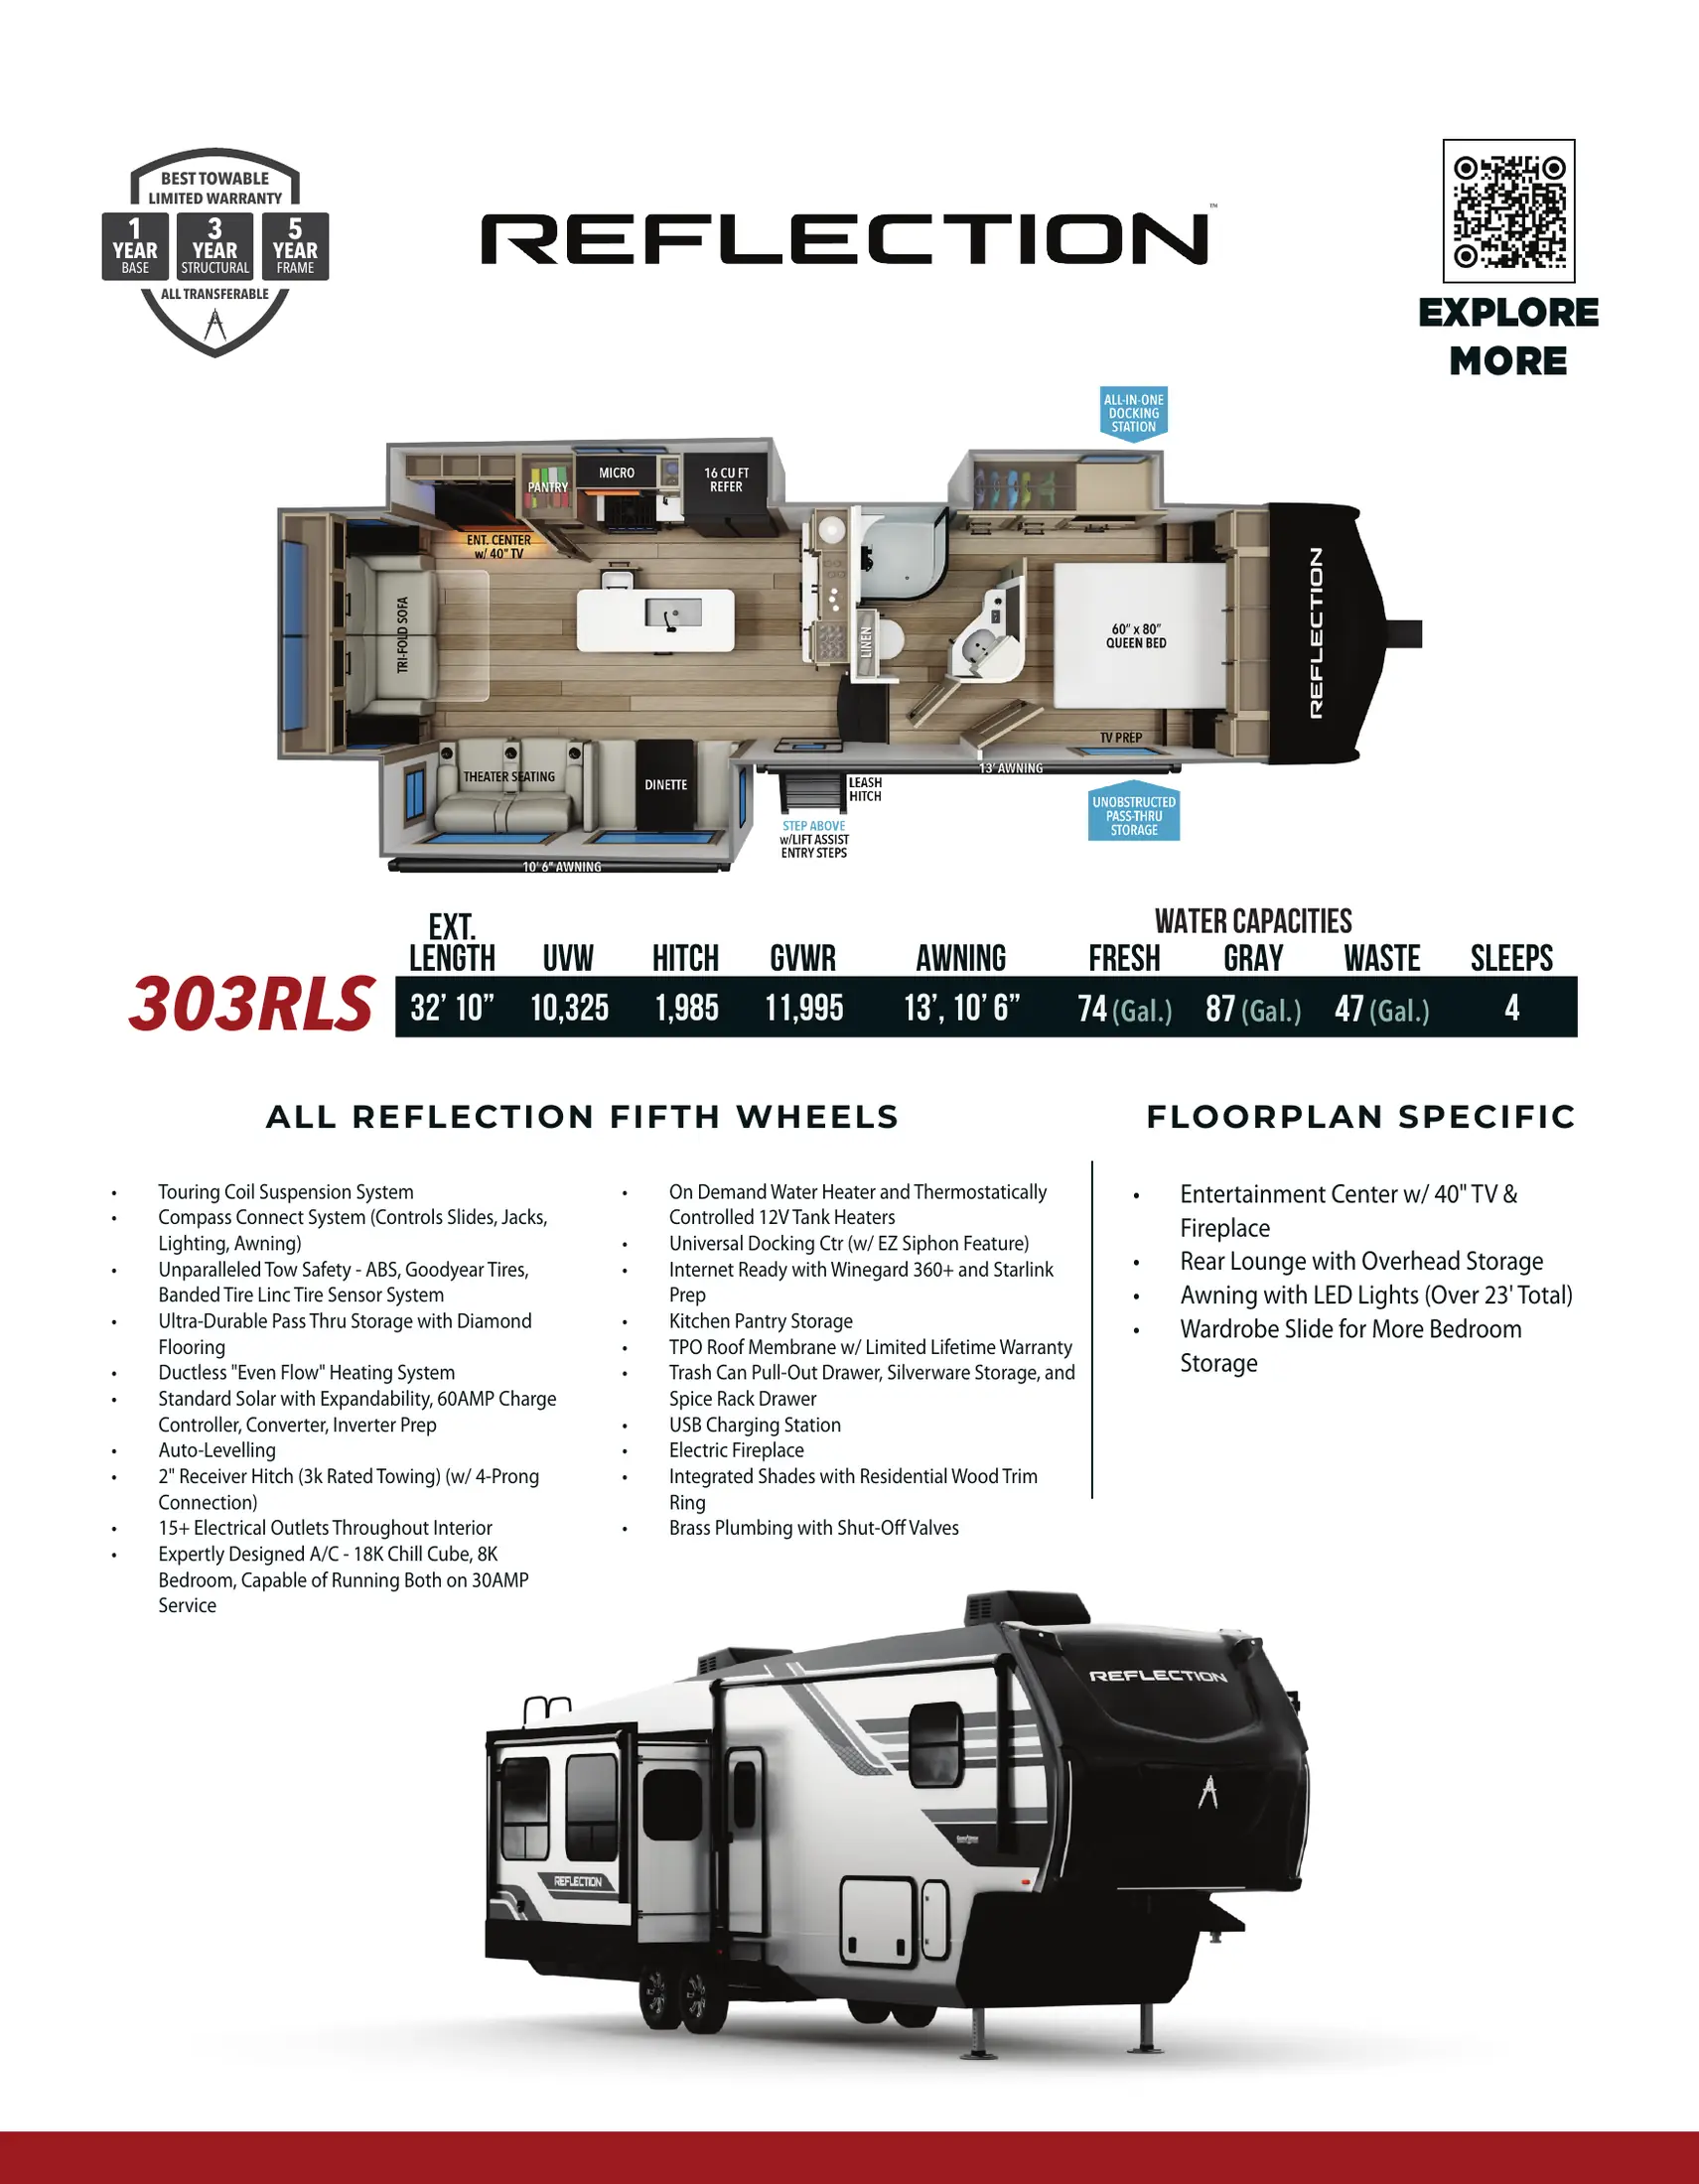 BEST TOWABLE
LIMITED WARRANTY
1 YEAR BASE
3 YEAR STRUCTURAL
5 YEAR FRAME
ALL TRANSFERABLE
REFLECTION™
EXPLORE
MORE
ALL-IN-ONE
DOCKING
STATION
PANTRY
MICRO
16 CU FT
REFER
ENT. CENTER
w/ 40" TV
TRI-FOLD SOFA
LINEN
60" x 80"
QUEEN BED
REFLECTION
THEATER SEATING
DINETTE
TV PREP
13' AWNING
LEASH
HITCH
STEP ABOVE
w/LIFT ASSIST
ENTRY STEPS
UNOBSTRUCTED
PASS-THRU
STORAGE
10' 6" AWNING
WATER CAPACITIES
EXT.
LENGTH UVW HITCH GVWR AWNING FRESH GRAY WASTE SLEEPS
303RLS 32’ 10” 10,325 1,985 11,995 13’, 10’ 6” 74 (Gal.) 87 (Gal.) 47 (Gal.) 4
ALL REFLECTION FIFTH WHEELS
• Touring Coil Suspension System
• Compass Connect System (Controls Slides, Jacks,
Lighting, Awning)
• Unparalleled Tow Safety - ABS, Goodyear Tires,
Banded Tire Linc Tire Sensor System
• Ultra-Durable Pass Thru Storage with Diamond
Flooring
• Ductless "Even Flow" Heating System
• Standard Solar with Expandability, 60AMP Charge
Controller, Converter, Inverter Prep
• Auto-Levelling
• 2" Receiver Hitch (3k Rated Towing) (w/ 4-Prong
Connection)
• 15+ Electrical Outlets Throughout Interior
• Expertly Designed A/C - 18K Chill Cube, 8K
Bedroom, Capable of Running Both on 30AMP
Service
• On Demand Water Heater and Thermostatically
Controlled 12V Tank Heaters
• Universal Docking Ctr (w/ EZ Siphon Feature)
• Internet Ready with Winegard 360+ and Starlink
Prep
• Kitchen Pantry Storage
• TPO Roof Membrane w/ Limited Lifetime Warranty
• Trash Can Pull-Out Drawer, Silverware Storage, and
Spice Rack Drawer
• USB Charging Station
• Electric Fireplace
• Integrated Shades with Residential Wood Trim
Ring
• Brass Plumbing with Shut-Off Valves
FLOORPLAN SPECIFIC
• Entertainment Center w/ 40" TV &
Fireplace
• Rear Lounge with Overhead Storage
• Awning with LED Lights (Over 23' Total)
• Wardrobe Slide for More Bedroom
Storage
REFLECTION
REFLECTION